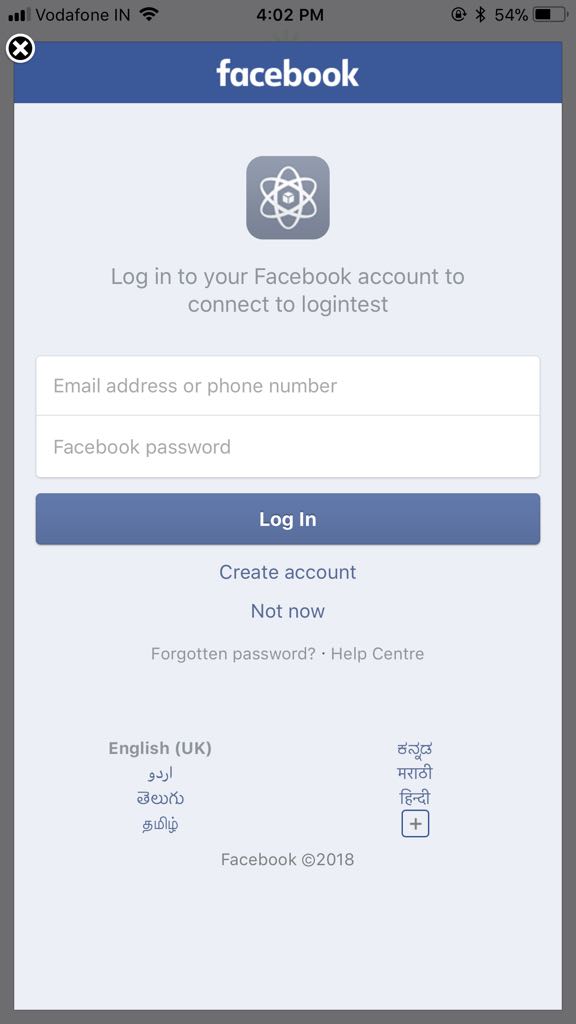 Vodafone IN 4:02 PM 54%
facebook
Log in to your Facebook account to
connect to logintest
Email address or phone number
Facebook password
Log In
Create account
Not now
Forgotten password? · Help Centre
English (UK) ಕನ್ನಡ
اردو मराठी
తెలుగు हिन्दी
தமிழ் +
Facebook ©2018